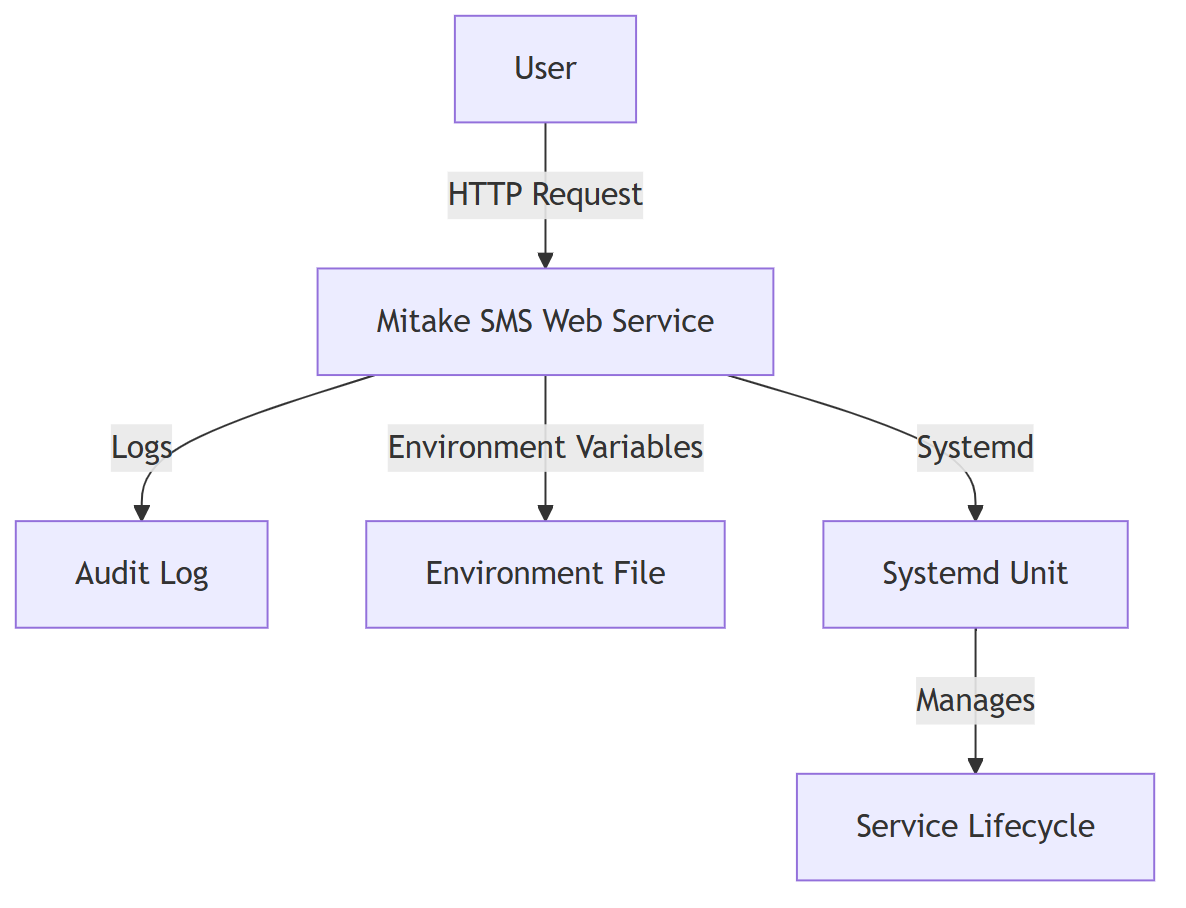 User
HTTP Request
Mitake SMS Web Service
Logs
Environment Variables
Systemd
Audit Log
Environment File
Systemd Unit
Manages
Service Lifecycle